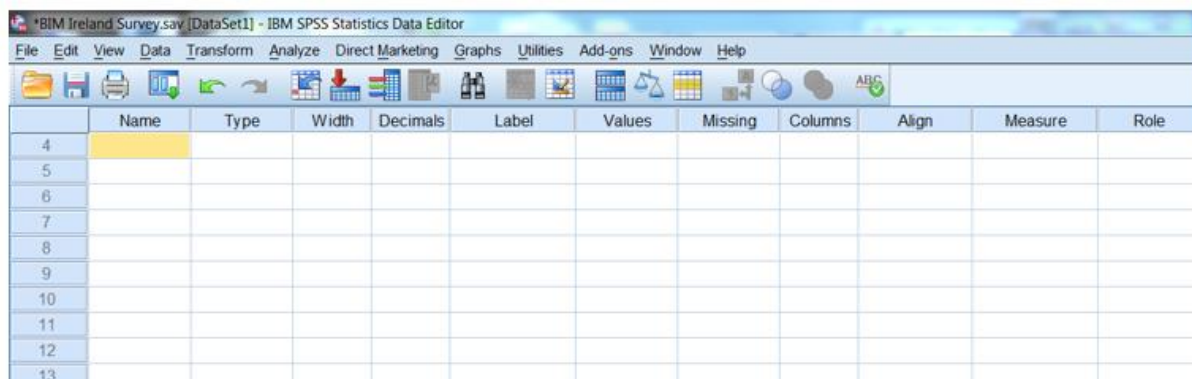 *BIM Ireland Survey.sav [DataSet1] - IBM SPSS Statistics Data Editor
File Edit View Data Transform Analyze Direct Marketing Graphs Utilities Add-ons Window Help
ABC
Name Type Width Decimals Label Values Missing Columns Align Measure Role
4
5
6
7
8
9
10
11
12
13